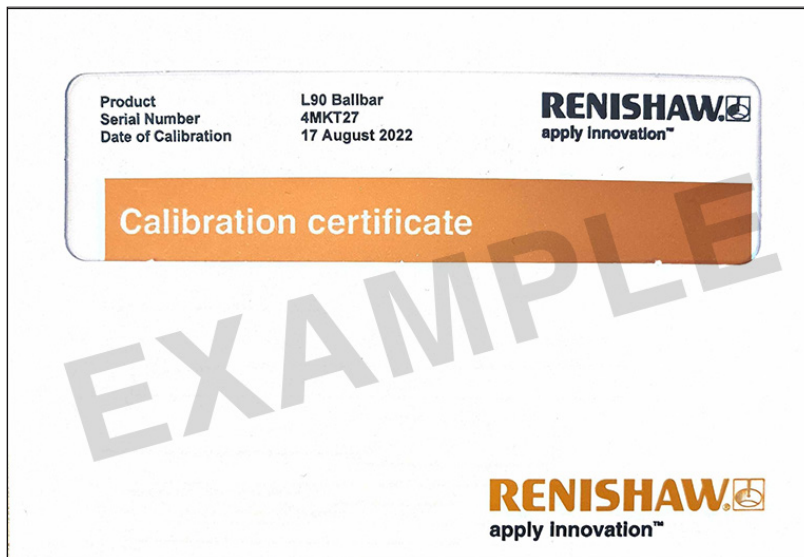 Product L90 Ballbar
Serial Number 4MKT27
Date of Calibration 17 August 2022
RENISHAW.
apply innovation™
Calibration certificate
EXAMPLE
RENISHAW.
apply innovation™